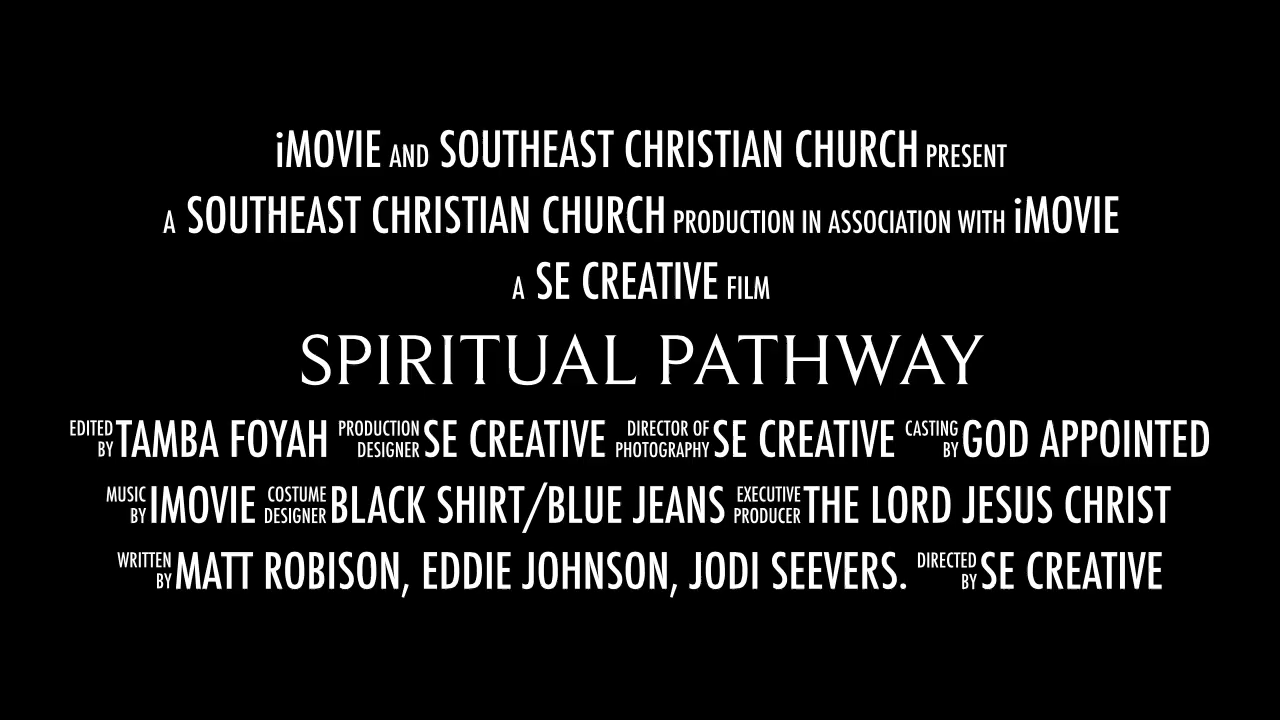 iMOVIE AND SOUTHEAST CHRISTIAN CHURCH PRESENT
A SOUTHEAST CHRISTIAN CHURCH PRODUCTION IN ASSOCIATION WITH iMOVIE
A SE CREATIVE FILM
SPIRITUAL PATHWAY
EDITED BY TAMBA FOYAH PRODUCTION DESIGNER SE CREATIVE DIRECTOR OF PHOTOGRAPHY SE CREATIVE CASTING BY GOD APPOINTED
MUSIC BY IMOVIE COSTUME DESIGNER BLACK SHIRT/BLUE JEANS EXECUTIVE PRODUCER THE LORD JESUS CHRIST
WRITTEN BY MATT ROBISON, EDDIE JOHNSON, JODI SEEVERS. DIRECTED BY SE CREATIVE